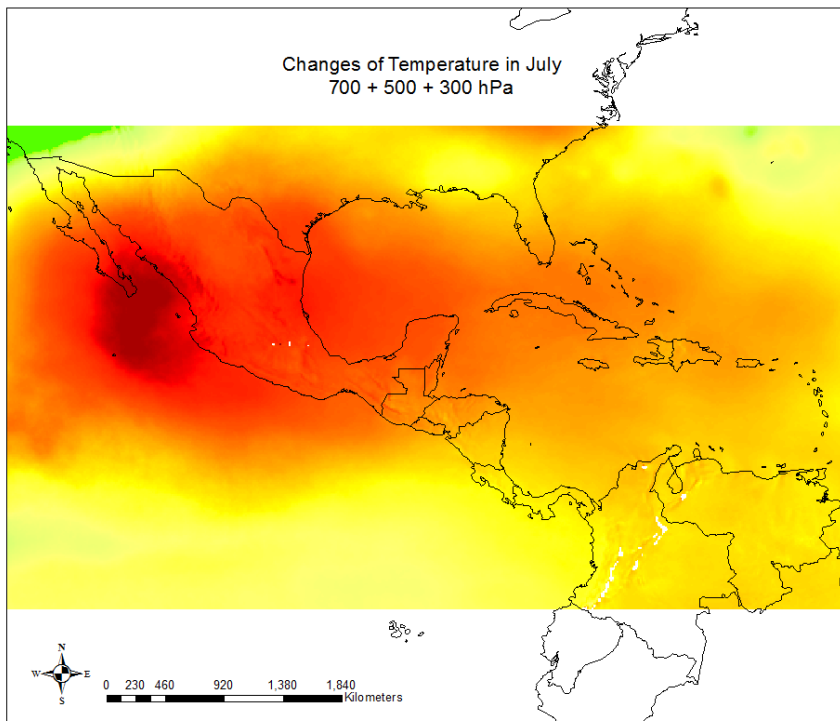 Changes of Temperature in July
700 + 500 + 300 hPa
N
W E
S
0 230 460 920 1,380 1,840
Kilometers